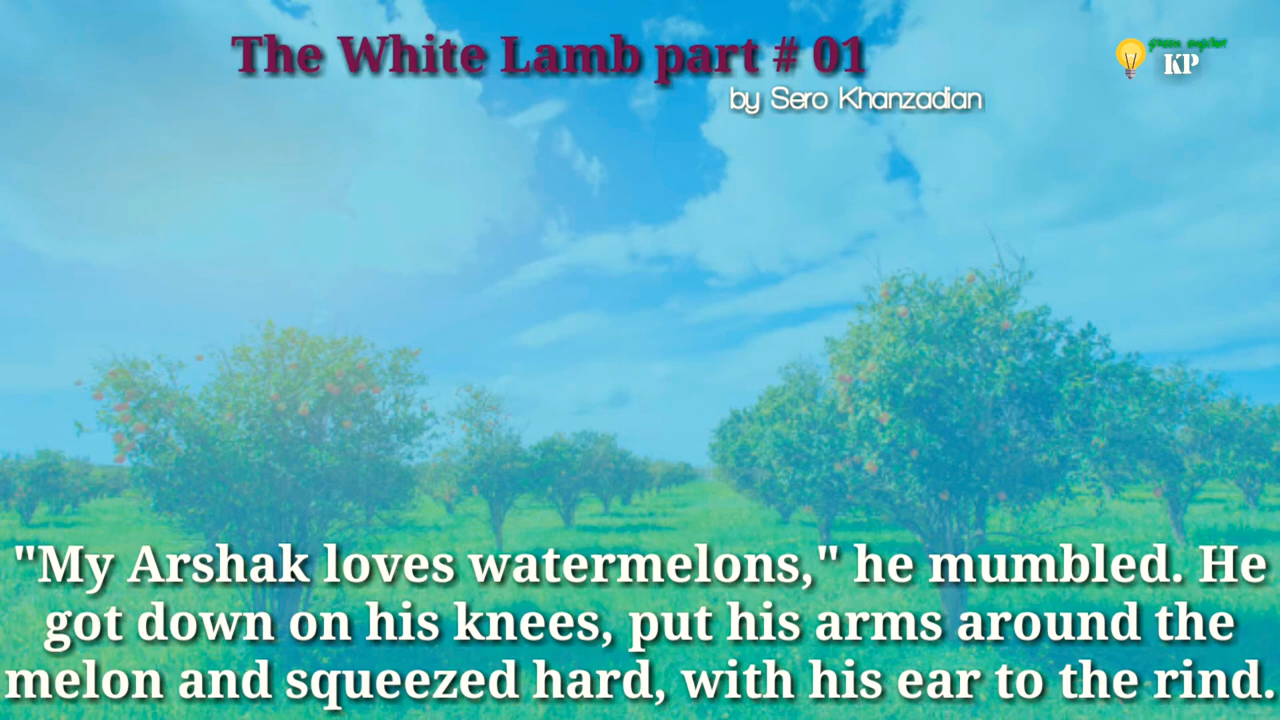 The White Lamb part # 01
by Sero Khanzadian
KP
"My Arshak loves watermelons," he mumbled. He
got down on his knees, put his arms around the
melon and squeezed hard, with his ear to the rind.